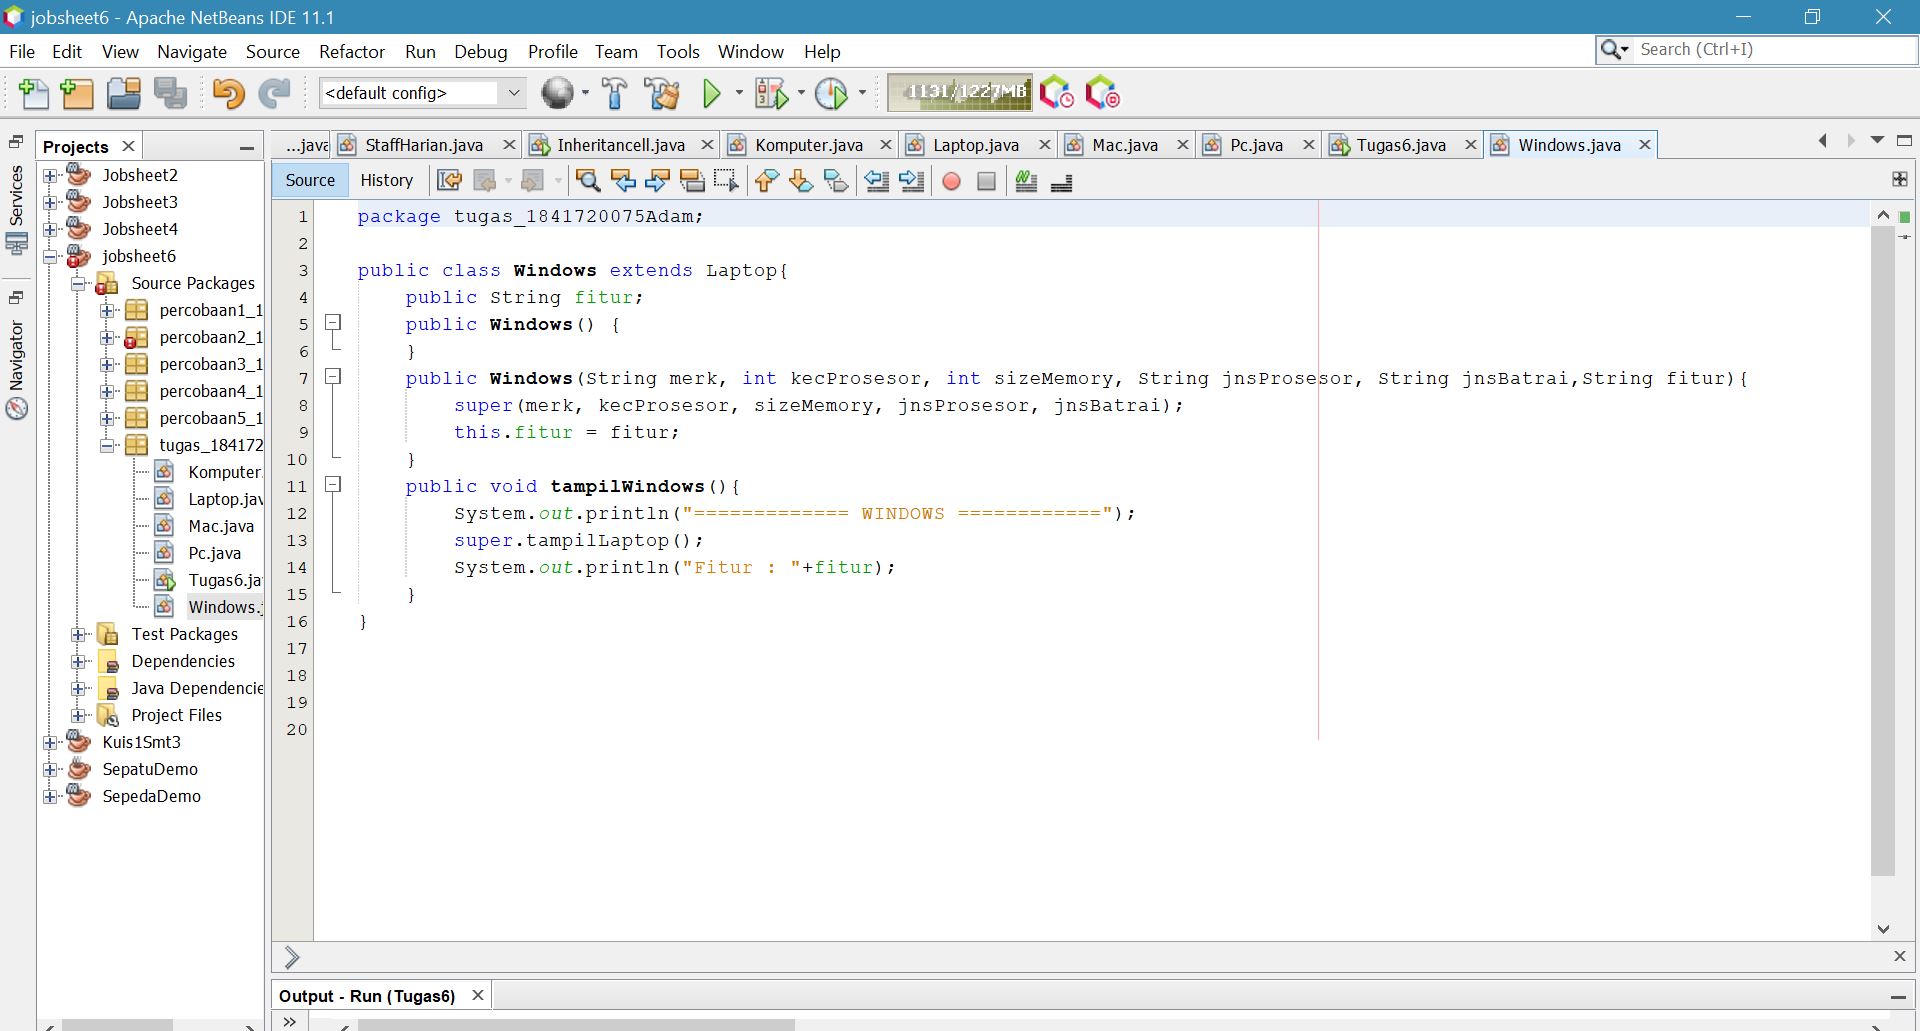 jobsheet6 - Apache NetBeans IDE 11.1
File Edit View Navigate Source Refactor Run Debug Profile Team Tools Window Help
Search (Ctrl+I)
<default config>
1131/1227MB
Services
Navigator
Projects
Jobsheet2
Jobsheet3
Jobsheet4
jobsheet6
Source Packages
percobaan1_1
percobaan2_1
percobaan3_1
percobaan4_1
percobaan5_1
tugas_184172
Komputer.
Laptop.jav
Mac.java
Pc.java
Tugas6.ja
Windows.j
Test Packages
Dependencies
Java Dependencie
Project Files
Kuis1Smt3
SepatuDemo
SepedaDemo
...java StaffHarian.java InheritanceII.java Komputer.java Laptop.java Mac.java Pc.java Tugas6.java Windows.java
Source History
1 package tugas_1841720075Adam;
2
3 public class Windows extends Laptop{
4 public String fitur;
5 public Windows() {
6 }
7 public Windows(String merk, int kecProsesor, int sizeMemory, String jnsProsesor, String jnsBatrai,String fitur){
8 super(merk, kecProsesor, sizeMemory, jnsProsesor, jnsBatrai);
9 this.fitur = fitur;
10 }
11 public void tampilWindows(){
12 System.out.println("============= WINDOWS ============");
13 super.tampilLaptop();
14 System.out.println("Fitur : "+fitur);
15 }
16 }
17
18
19
20
Output - Run (Tugas6)